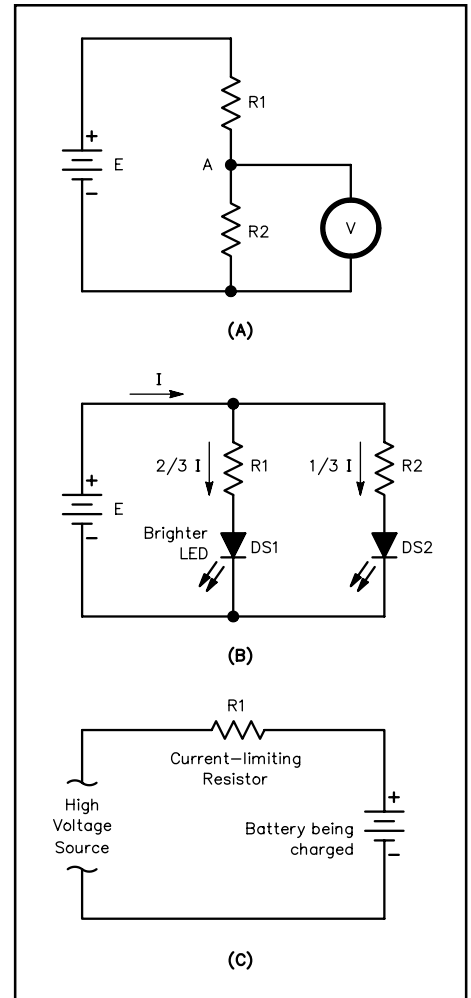 R1
+
E
−
A
R2
V
(A)
I
2/3 I
R1
1/3 I
R2
+
E
−
Brighter
LED
DS1
DS2
(B)
R1
Current-limiting
Resistor
High
Voltage
Source
+
Battery being
charged
−
(C)